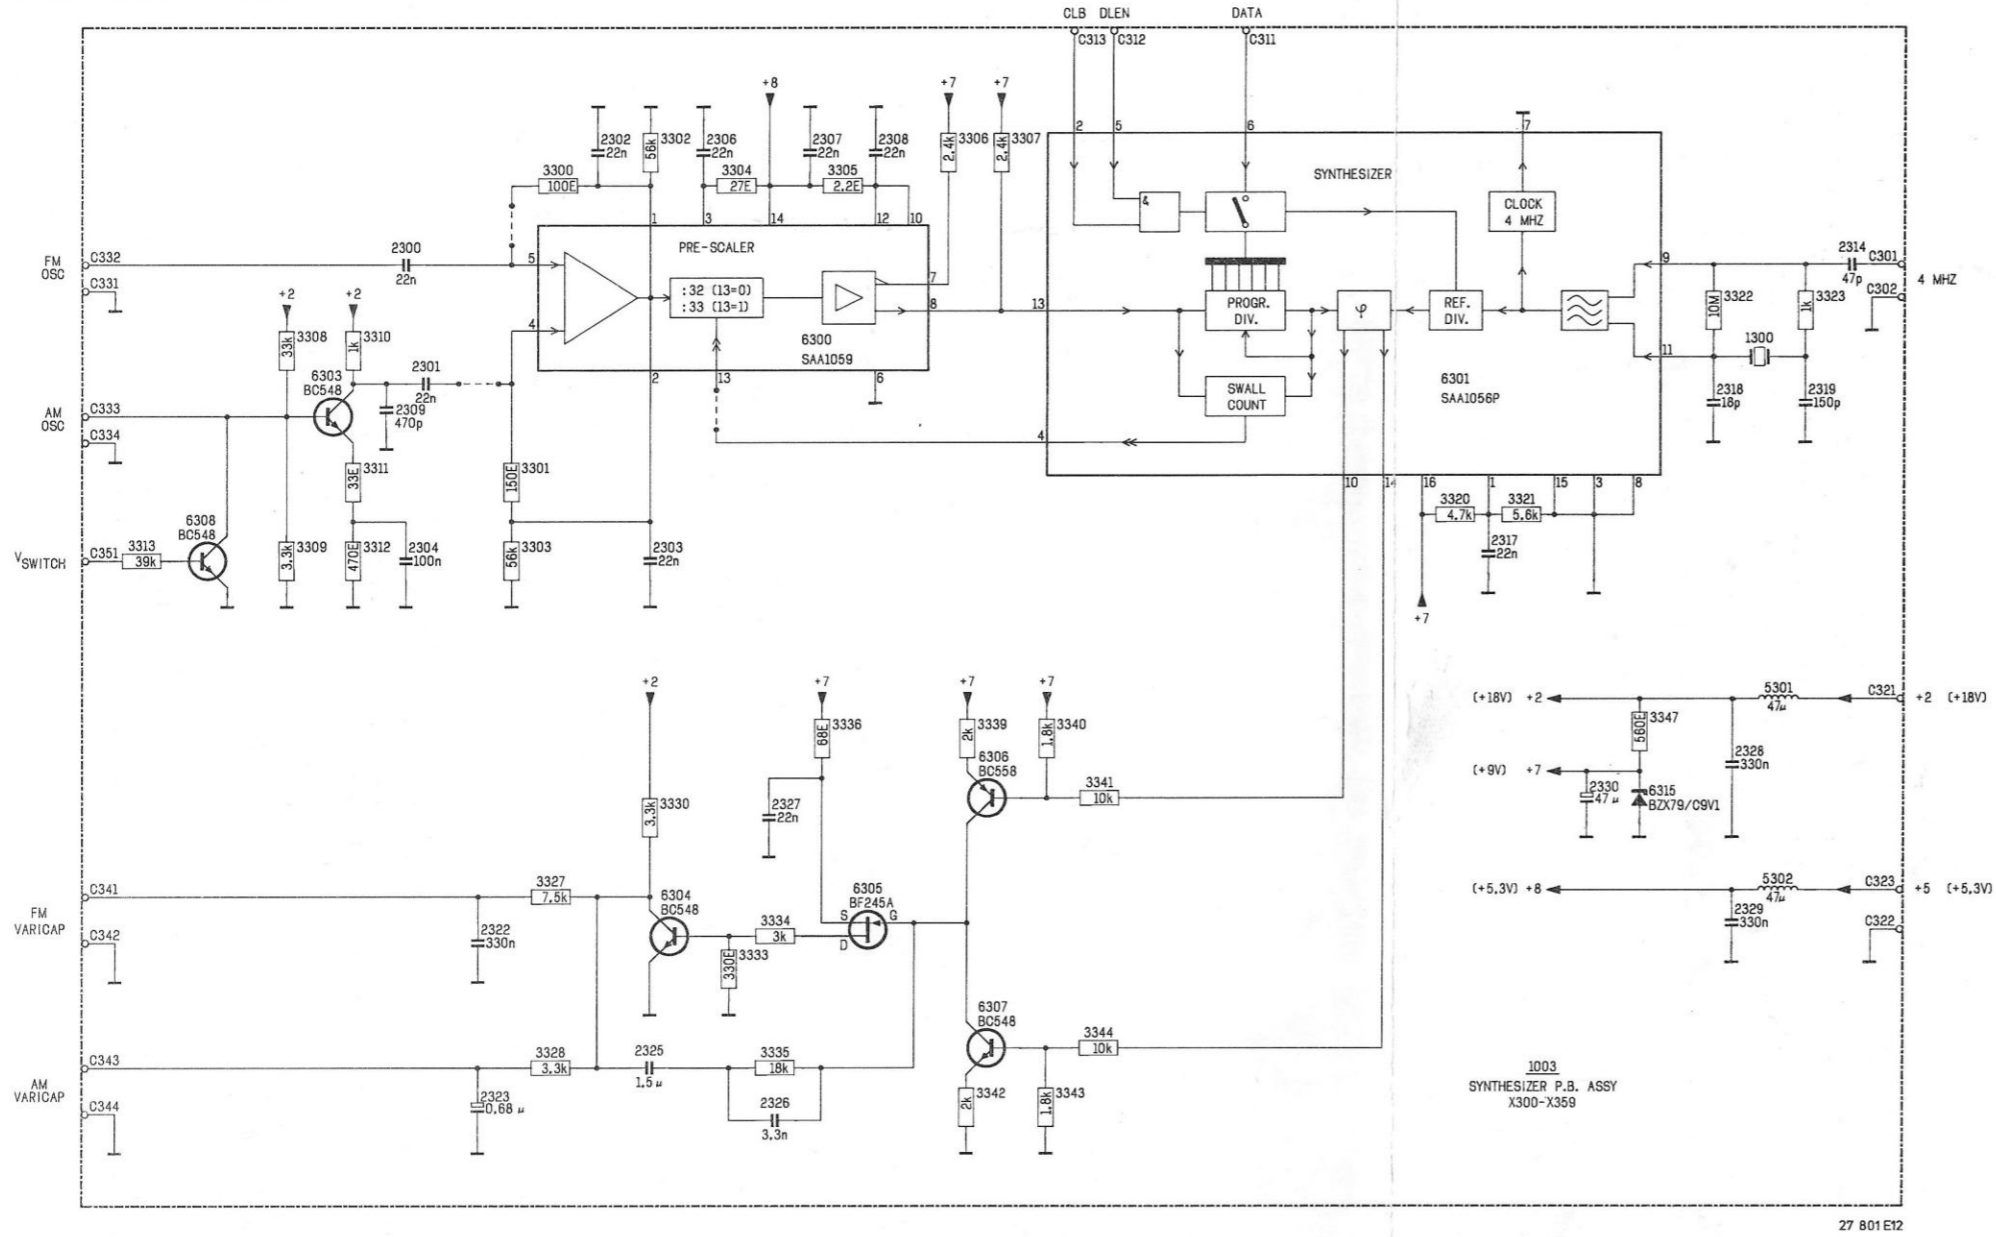 CLB DLEN DATA
C313 C312 C311
FM
OSC
C332
C331
2300
22n
+2
3308
33k
+2
3310
1k
6303
BC548
2301
22n
2309
470p
AM
OSC
C333
C334
3311
33E
6308
BC548
VSWITCH
C351
3313
39k
3309
3.3k
3312
470E
2304
100n
3301
150E
3303
56k
2303
22n
3300
100E
2302
22n
3302
56k
2306
22n
3304
27E
+8
2307
22n
3305
2.2E
2308
22n
+7
3306
2.4k
+7
3307
2.4k
1 3 14 12 10
PRE-SCALER
5
4
:32 (13=0)
:33 (13=1)
7
8
6300
SAA1059
2 13 6
2 5 6 7
SYNTHESIZER
&
CLOCK
4 MHZ
13
PROGR.
DIV.
φ
REF.
DIV.
9
11
SWALL
COUNT
4
6301
SAA1056P
10 14 16 1 15 3 8
3320
4.7k
3321
5.6k
2317
22n
+7
2314
47p
C301
C302
4 MHZ
3322
10M
3323
1k
1300
2318
18p
2319
150p
+2
3330
3.3k
+7
3336
68E
2327
22n
+7
3339
2k
+7
3340
1.8k
6306
BC558
3341
10k
6305
BF245A
S G
D
6304
BC548
3334
3k
3333
330E
C341
FM
VARICAP
C342
3327
7.5k
2322
330n
C343
AM
VARICAP
C344
3328
3.3k
2323
0,68 µ
2325
1.5 µ
3335
18k
2326
3.3n
6307
BC548
3344
10k
3342
2k
3343
1.8k
(+18V) +2
5301
47µ
C321
+2 (+18V)
3347
560E
2328
330n
(+9V) +7
2330
47 µ
6315
BZX79/C9V1
(+5,3V) +8
5302
47µ
C323
+5 (+5,3V)
2329
330n
C322
1003
SYNTHESIZER P.B. ASSY
X300-X359
27 801 E12